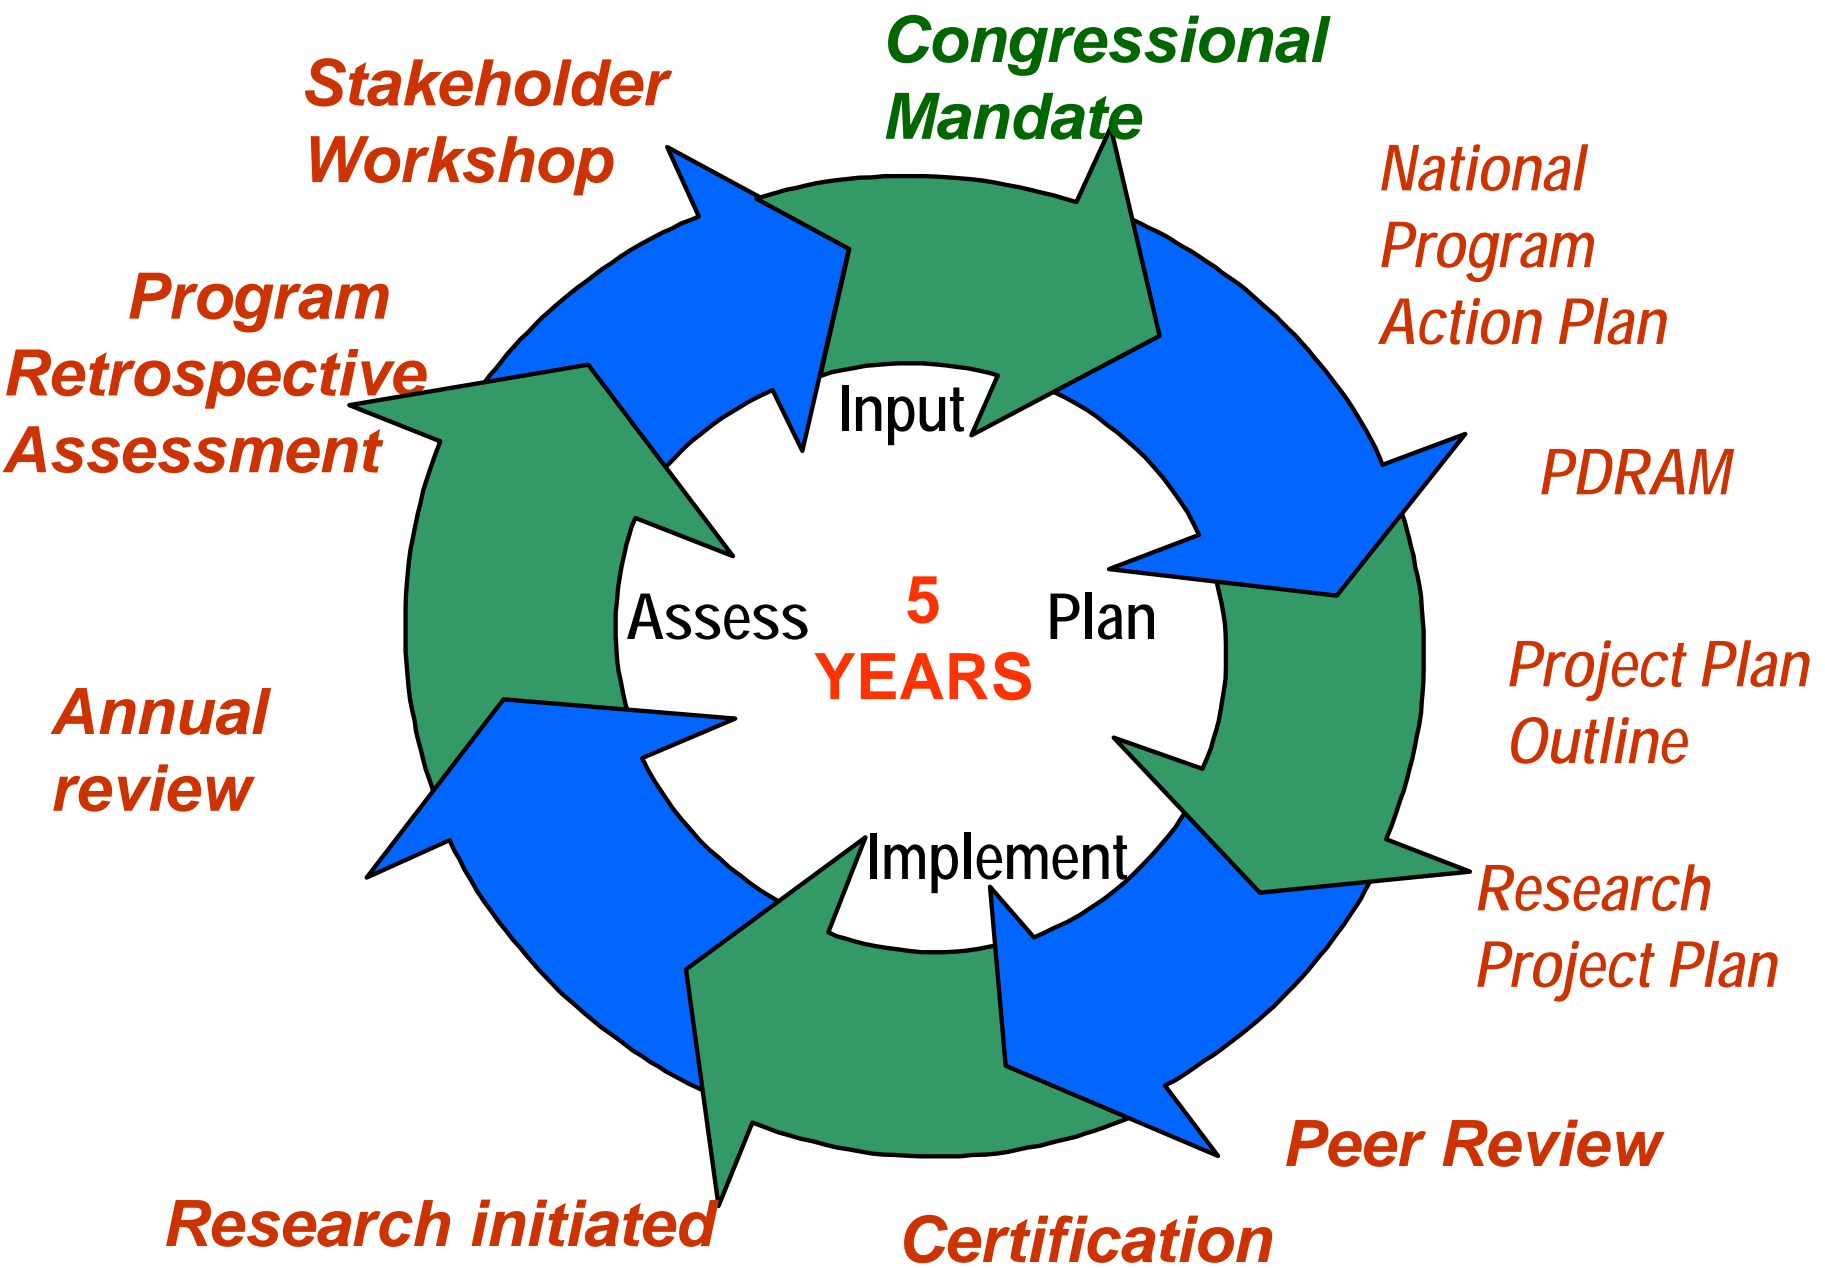 Congressional
Mandate
National
Program
Action Plan
PDRAM
Project Plan
Outline
Research
Project Plan
Peer Review
Certification
Research initiated
Annual
review
Program
Retrospective
Assessment
Stakeholder
Workshop
Input
Plan
Implement
Assess
5
YEARS